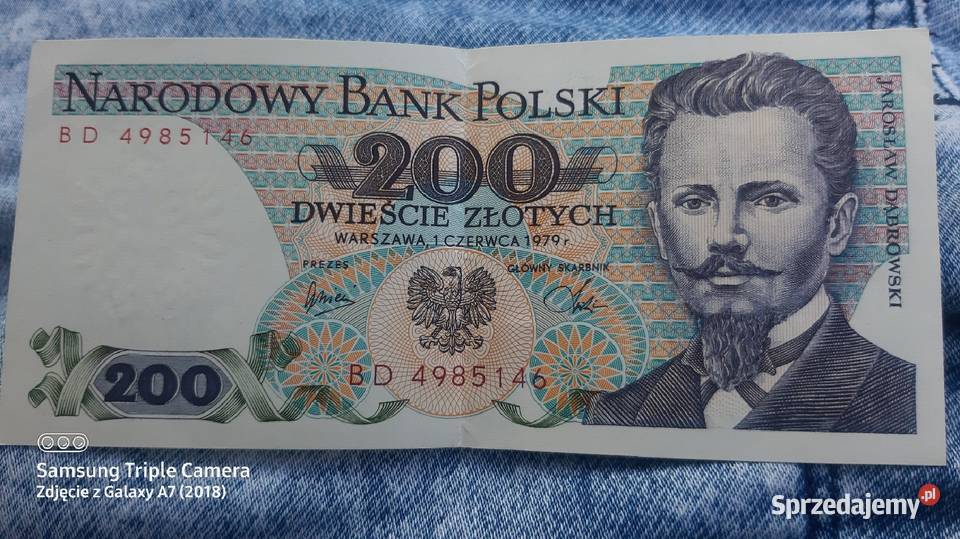 NARODOWY BANK POLSKI
BD 4985146
200
DWIEŚCIE ZŁOTYCH
WARSZAWA, 1 CZERWCA 1979 r.
PREZES
GŁÓWNY SKARBNIK
JAROSŁAW DĄBROWSKI
200
BD 4985146
Samsung Triple Camera
Zdjęcie z Galaxy A7 (2018)
Sprzedajemy.pl